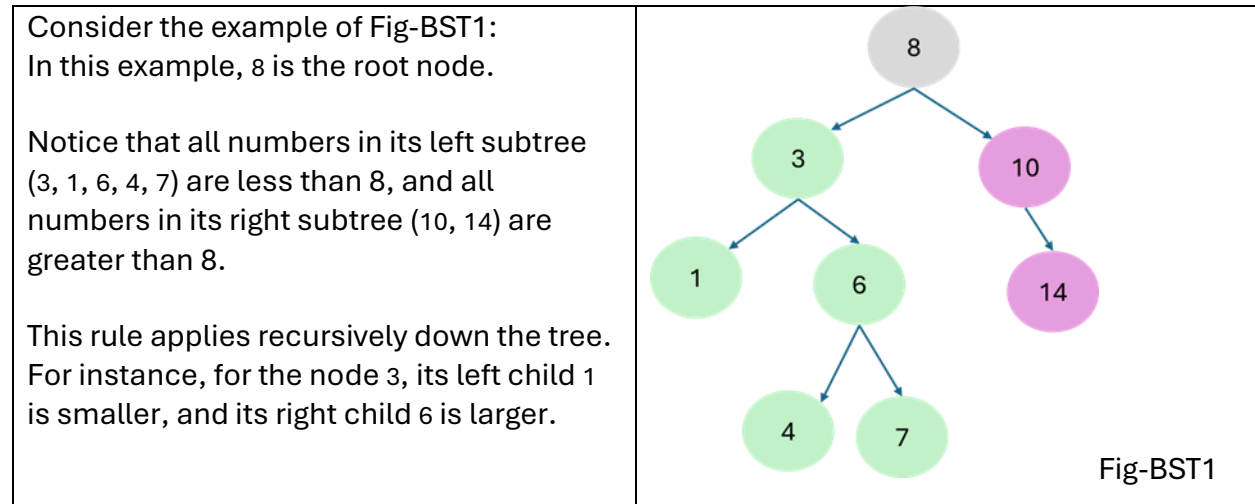 Consider the example of Fig-BST1:
In this example, 8 is the root node.
Notice that all numbers in its left subtree
(3, 1, 6, 4, 7) are less than 8, and all
numbers in its right subtree (10, 14) are
greater than 8.
This rule applies recursively down the tree.
For instance, for the node 3, its left child 1
is smaller, and its right child 6 is larger.
8
3
10
1
6
14
4
7
Fig-BST1